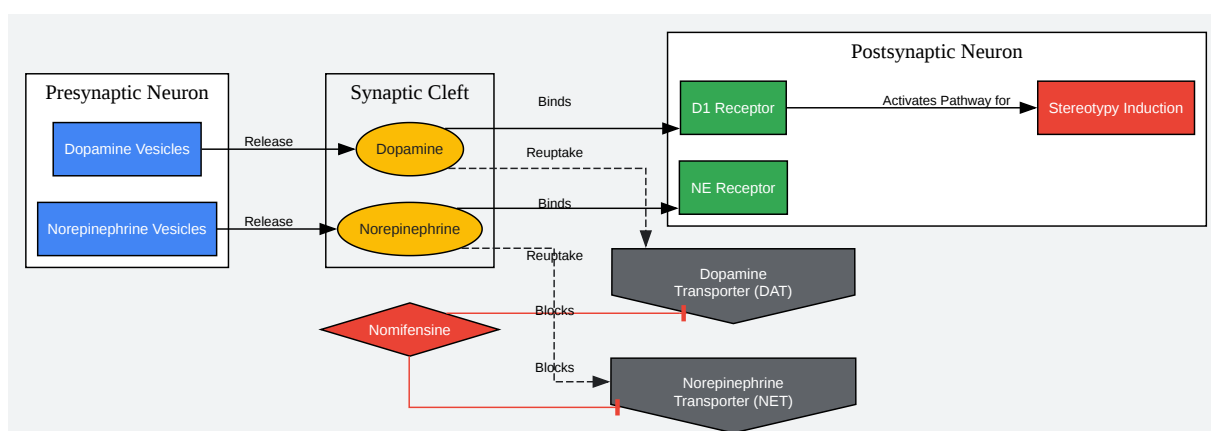 Postsynaptic Neuron
Presynaptic Neuron
Synaptic Cleft
Binds
D1 Receptor
Activates Pathway for
Stereotypy Induction
Dopamine Vesicles
Release
Dopamine
Reuptake
NE Receptor
Binds
Norepinephrine Vesicles
Release
Norepinephrine
Reuptake
Dopamine
Transporter (DAT)
Blocks
Nomifensine
Blocks
Norepinephrine
Transporter (NET)